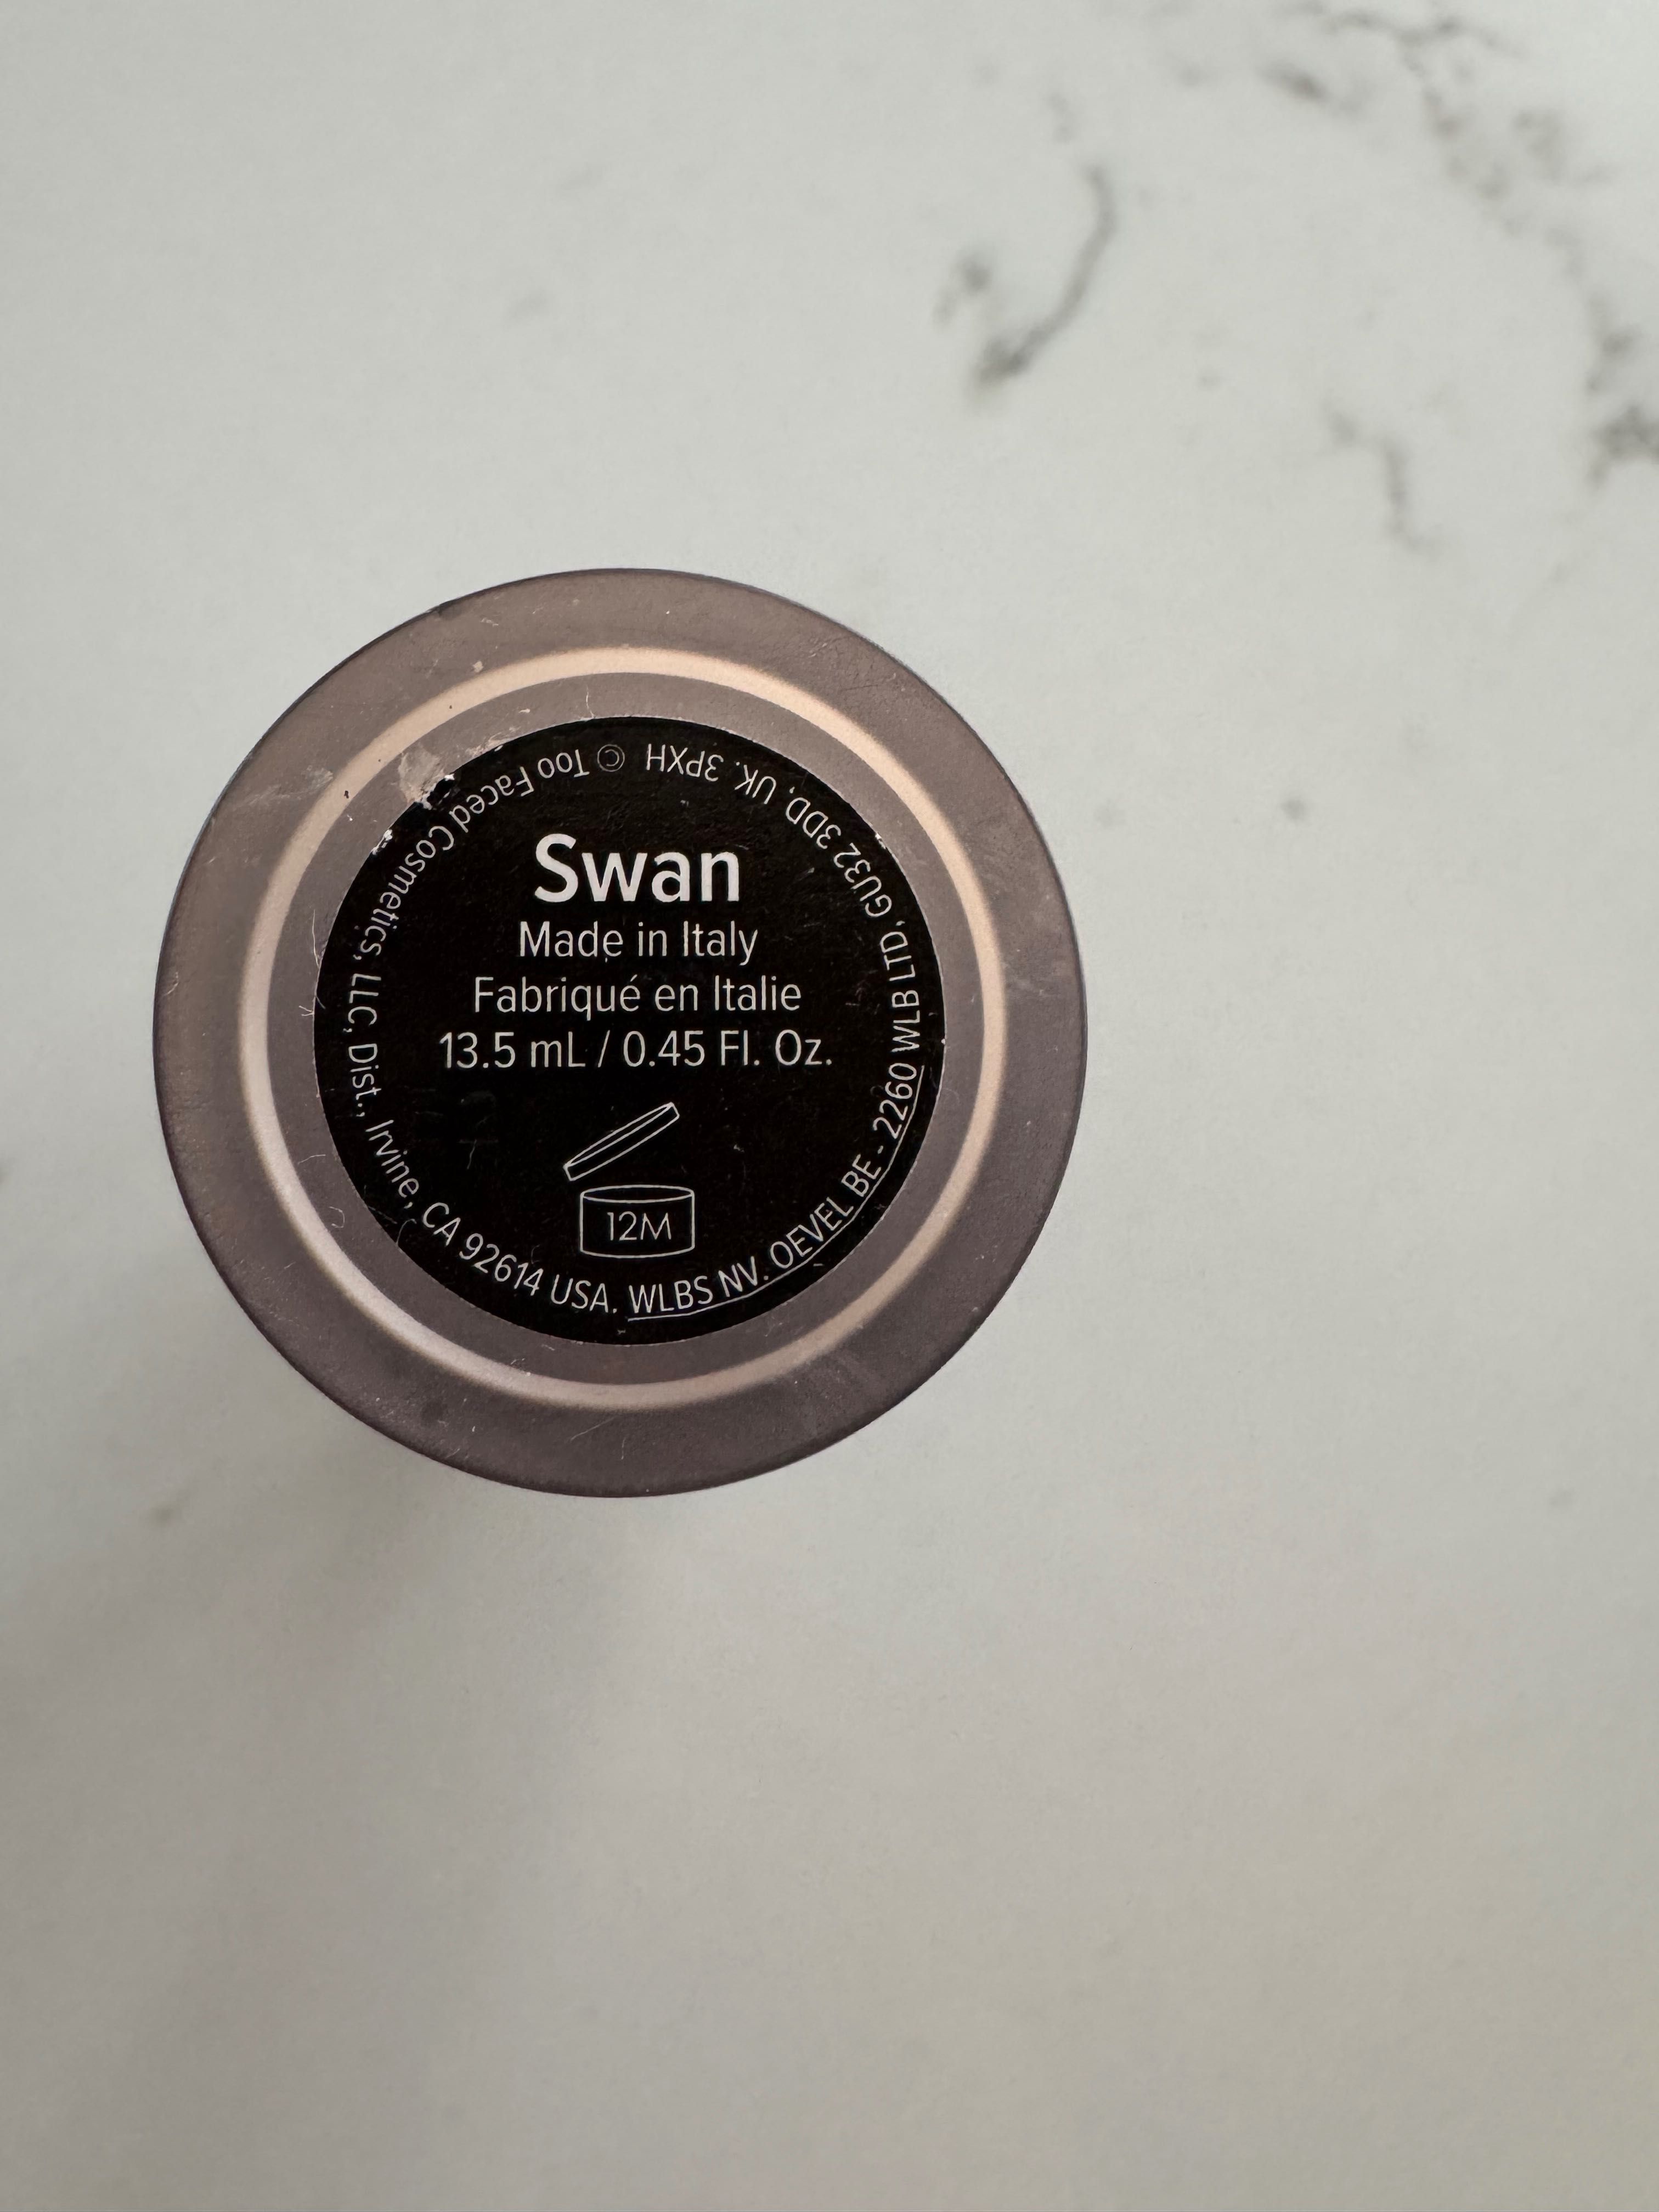 Swan
Made in Italy
Fabriqué en Italie
13.5 mL / 0.45 Fl. Oz.
12M
© Too Faced Cosmetics, LLC, Dist., Irvine, CA 92614 USA. WLBS NV. OEVEL BE - 2260 WLB LTD, GU32 3DD, UK. 3PXH